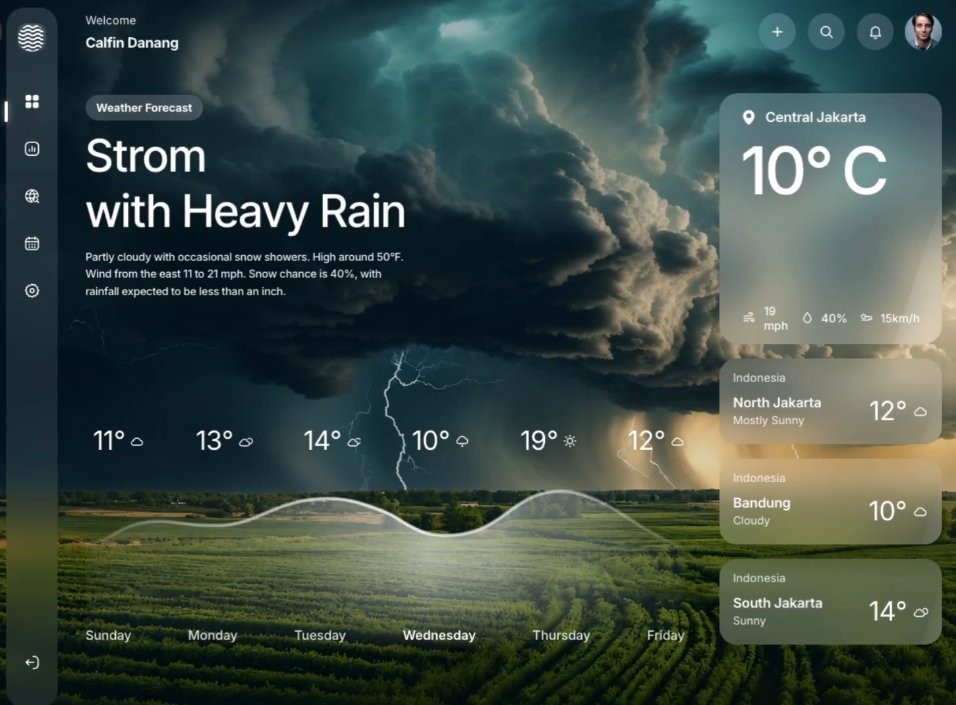 Welcome
Calfin Danang
Weather Forecast
Strom
with Heavy Rain
Partly cloudy with occasional snow showers. High around 50°F.
Wind from the east 11 to 21 mph. Snow chance is 40%, with
rainfall expected to be less than an inch.
11° 13° 14° 10° 19° 12°
Sunday Monday Tuesday Wednesday Thursday Friday
Central Jakarta
10° C
19 mph 40% 15km/h
Indonesia
North Jakarta 12°
Mostly Sunny
Indonesia
Bandung 10°
Cloudy
Indonesia
South Jakarta 14°
Sunny